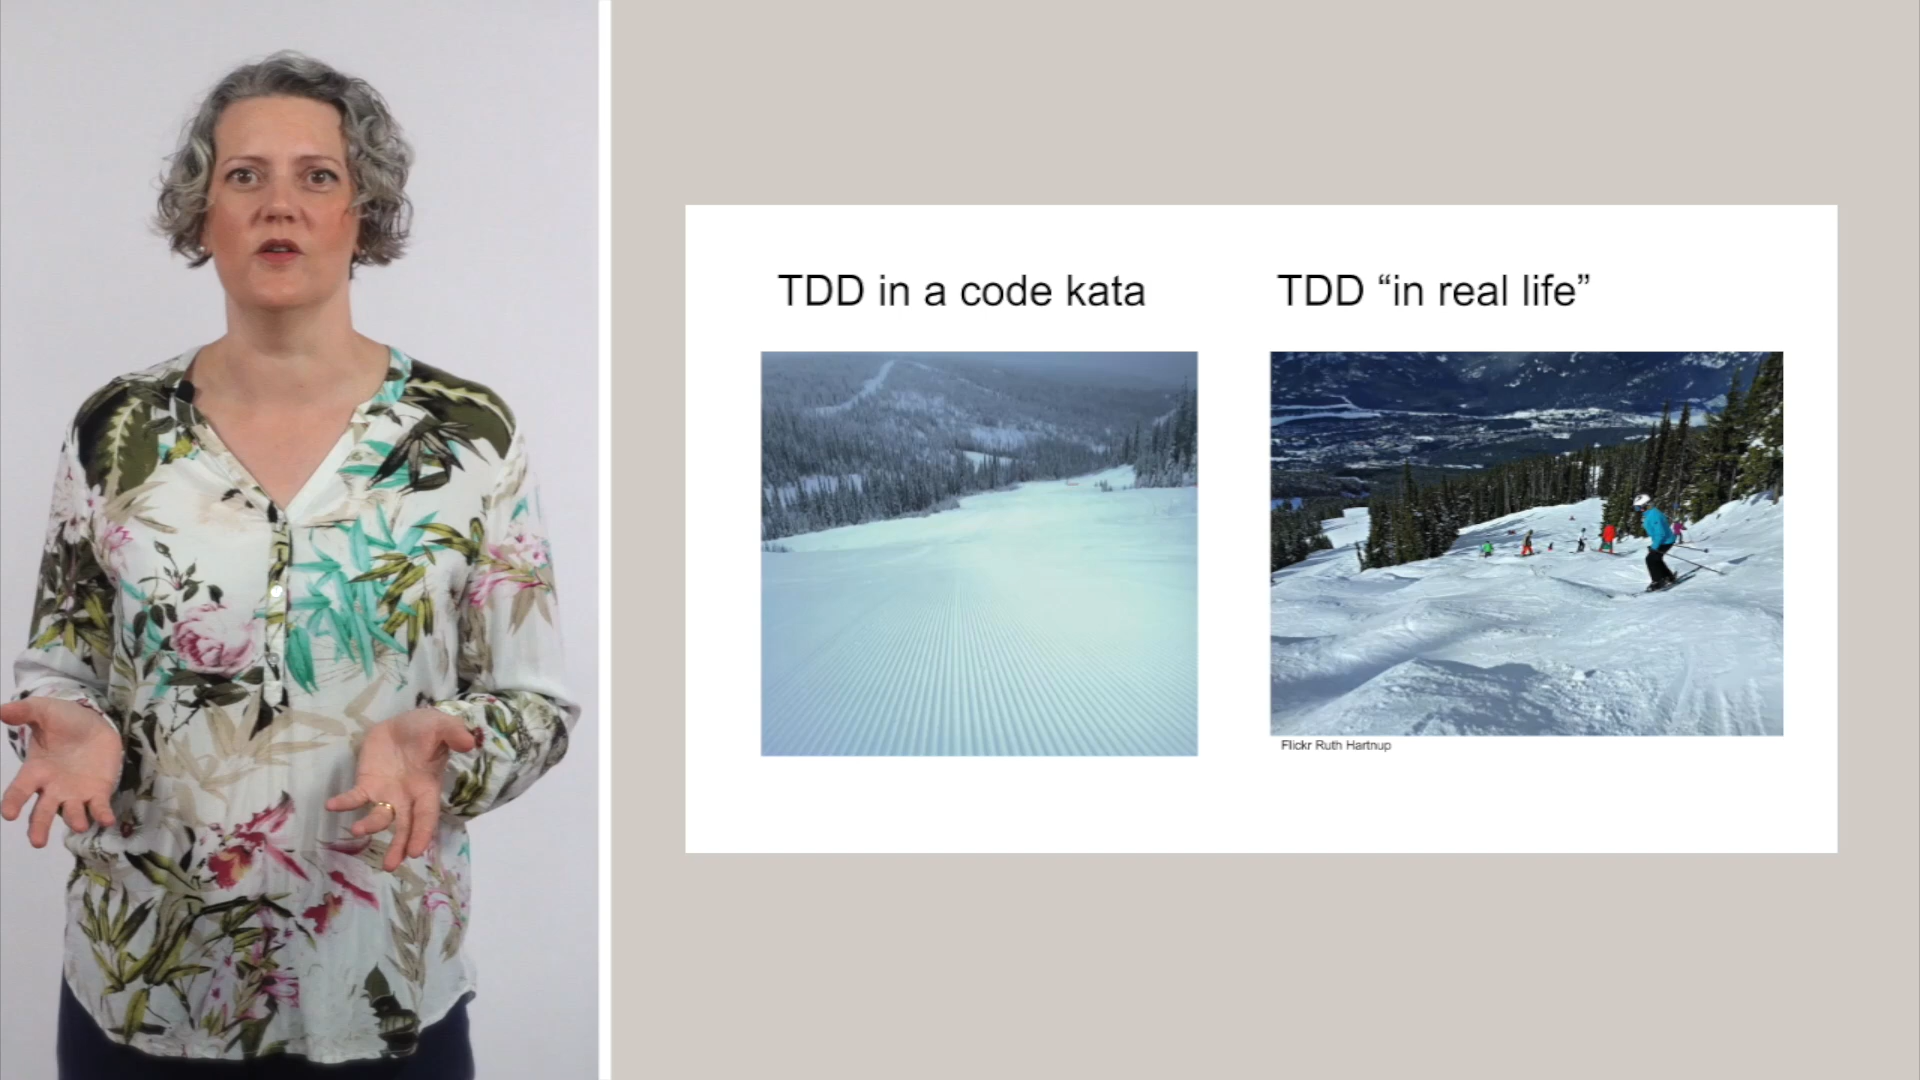 TDD in a code kata
TDD “in real life”
Flickr Ruth Hartnup